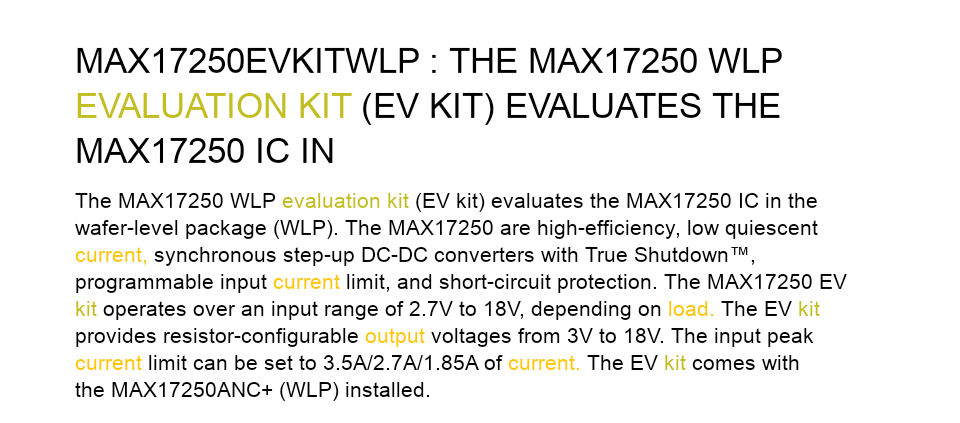 MAX17250EVKITWLP : THE MAX17250 WLP
EVALUATION KIT (EV KIT) EVALUATES THE
MAX17250 IC IN
The MAX17250 WLP evaluation kit (EV kit) evaluates the MAX17250 IC in the
wafer-level package (WLP). The MAX17250 are high-efficiency, low quiescent
current, synchronous step-up DC-DC converters with True Shutdown™,
programmable input current limit, and short-circuit protection. The MAX17250 EV
kit operates over an input range of 2.7V to 18V, depending on load. The EV kit
provides resistor-configurable output voltages from 3V to 18V. The input peak
current limit can be set to 3.5A/2.7A/1.85A of current. The EV kit comes with
the MAX17250ANC+ (WLP) installed.